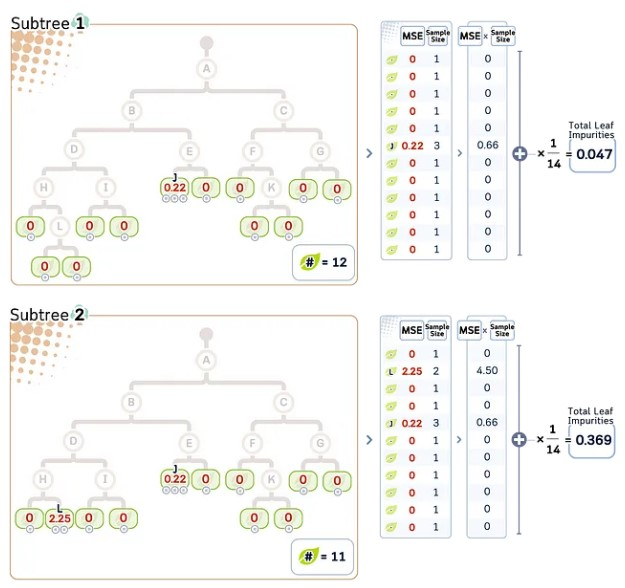 Subtree 1
A
B C
D E F G
H I J K
0.22 0 0 0 0
0 L 0 0 0 0
0 0
# = 12
MSE Sample Size MSE x Sample Size
0 1 0
0 1 0
0 1 0
0 1 0
0 1 0
J 0.22 3 0.66
0 1 0
0 1 0
0 1 0
0 1 0
0 1 0
0 1 0
+ × 1/14 =
Total Leaf
Impurities
0.047
Subtree 2
A
B C
D E F G
H I J K
0.22 0 0 0 0
L
0 2.25 0 0 0 0
# = 11
MSE Sample Size MSE x Sample Size
0 1 0
L 2.25 2 4.50
0 1 0
0 1 0
J 0.22 3 0.66
0 1 0
0 1 0
0 1 0
0 1 0
0 1 0
0 1 0
+ × 1/14 =
Total Leaf
Impurities
0.369